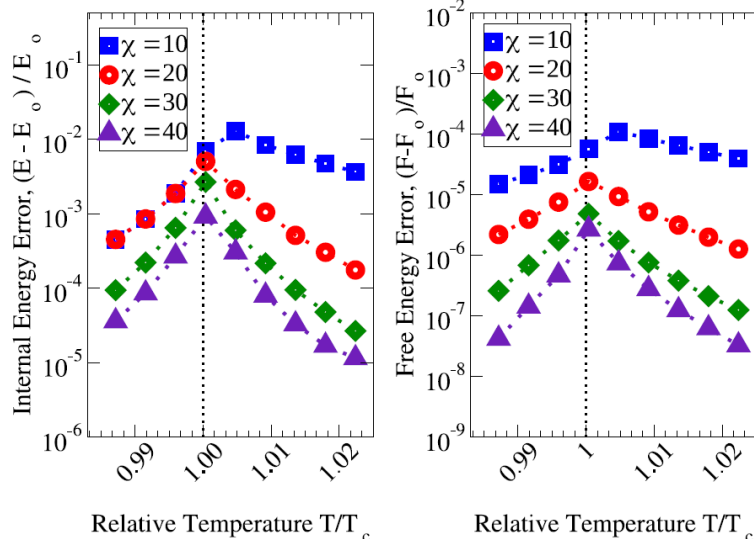 Internal Energy Error, (E - E_o) / E_o
10^-1
10^-2
10^-3
10^-4
10^-5
10^-6
χ =10
χ =20
χ =30
χ =40
0.99
1.00
1.01
1.02
Relative Temperature T/T_c
Free Energy Error, (F-F_o)/F_o
10^-2
10^-3
10^-4
10^-5
10^-6
10^-7
10^-8
10^-9
χ =10
χ =20
χ =30
χ =40
0.99
1
1.01
1.02
Relative Temperature T/T_c